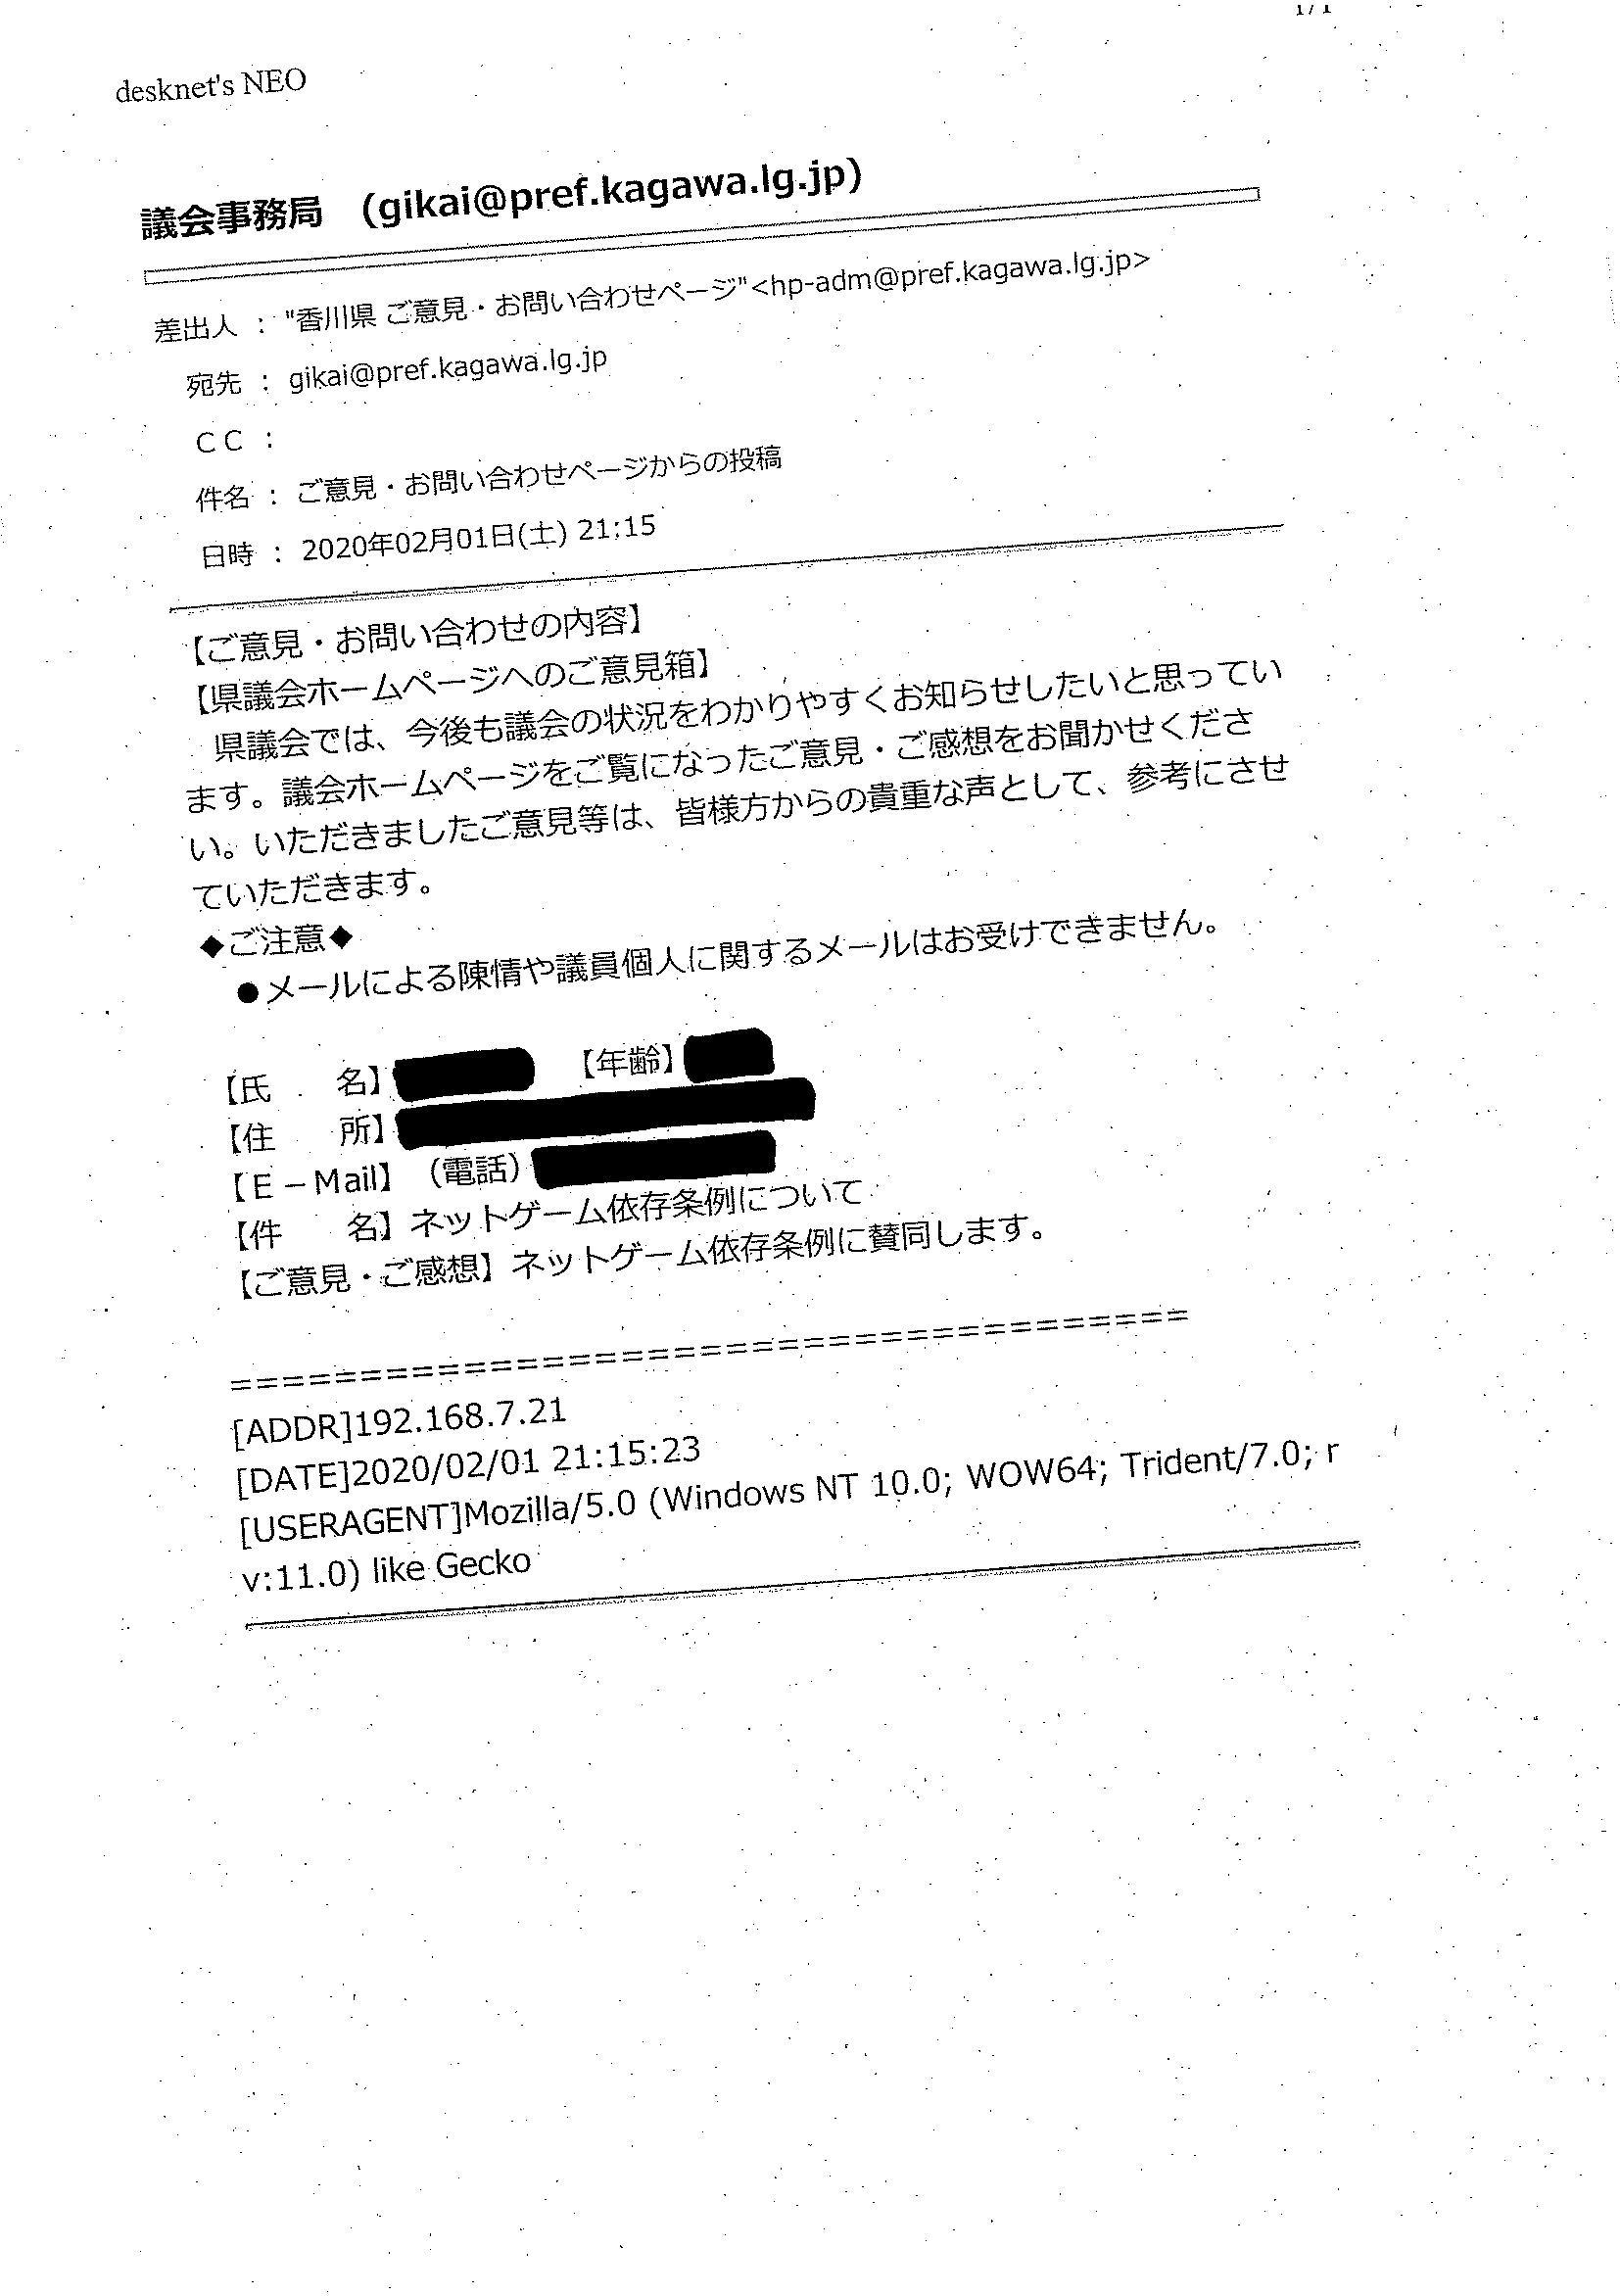 1/1
desknet's NEO
議会事務局　(gikai@pref.kagawa.lg.jp)
差出人 ： "香川県 ご意見・お問い合わせページ"<hp-adm@pref.kagawa.lg.jp>
宛先 ： gikai@pref.kagawa.lg.jp
ＣＣ ：
件名 ： ご意見・お問い合わせページからの投稿
日時 ： 2020年02月01日(土) 21:15
【ご意見・お問い合わせの内容】
【県議会ホームページへのご意見箱】
　県議会では、今後も議会の状況をわかりやすくお知らせしたいと思ってい
ます。議会ホームページをご覧になったご意見・ご感想をお聞かせくださ
い。いただきましたご意見等は、皆様方からの貴重な声として、参考にさせ
ていただきます。
◆ご注意◆
　●メールによる陳情や議員個人に関するメールはお受けできません。
【氏　　名】　【年齢】
【住　　所】
【Ｅ－Mail】（電話）
【件　　名】ネットゲーム依存条例について
【ご意見・ご感想】ネットゲーム依存条例に賛同します。
=====================================
[ADDR]192.168.7.21
[DATE]2020/02/01 21:15:23
[USERAGENT]Mozilla/5.0 (Windows NT 10.0; WOW64; Trident/7.0; r
v:11.0) like Gecko